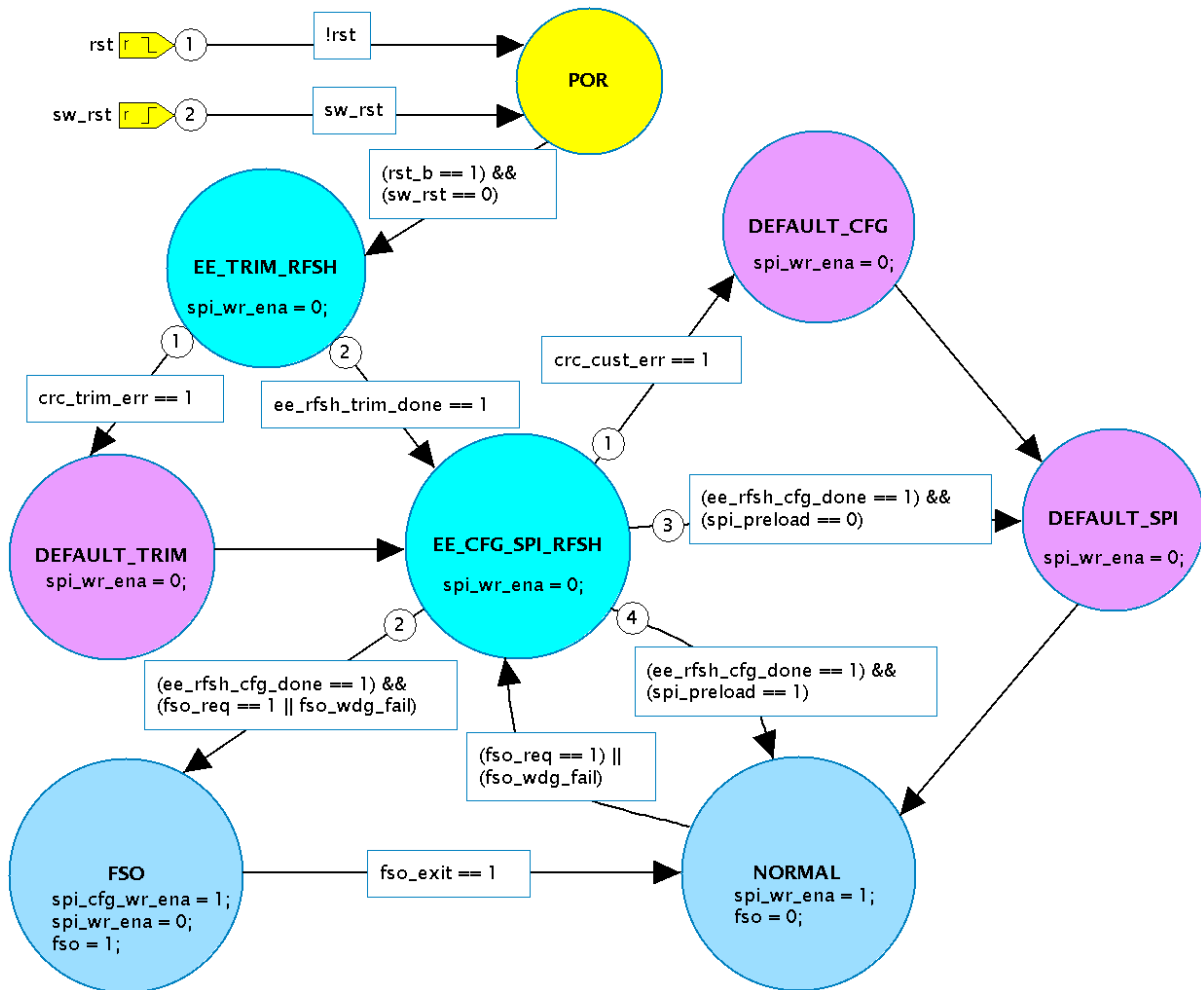 rst
r
1
!rst
sw_rst
r
2
sw_rst
POR
(rst_b == 1) &&
(sw_rst == 0)
EE_TRIM_RFSH
spi_wr_ena = 0;
DEFAULT_CFG
spi_wr_ena = 0;
1
2
crc_trim_err == 1
ee_rfsh_trim_done == 1
crc_cust_err == 1
1
DEFAULT_TRIM
spi_wr_ena = 0;
EE_CFG_SPI_RFSH
spi_wr_ena = 0;
3
(ee_rfsh_cfg_done == 1) &&
(spi_preload == 0)
DEFAULT_SPI
spi_wr_ena = 0;
2
4
(ee_rfsh_cfg_done == 1) &&
(fso_req == 1 || fso_wdg_fail)
(ee_rfsh_cfg_done == 1) &&
(spi_preload == 1)
(fso_req == 1) ||
(fso_wdg_fail)
FSO
spi_cfg_wr_ena = 1;
spi_wr_ena = 0;
fso = 1;
fso_exit == 1
NORMAL
spi_wr_ena = 1;
fso = 0;